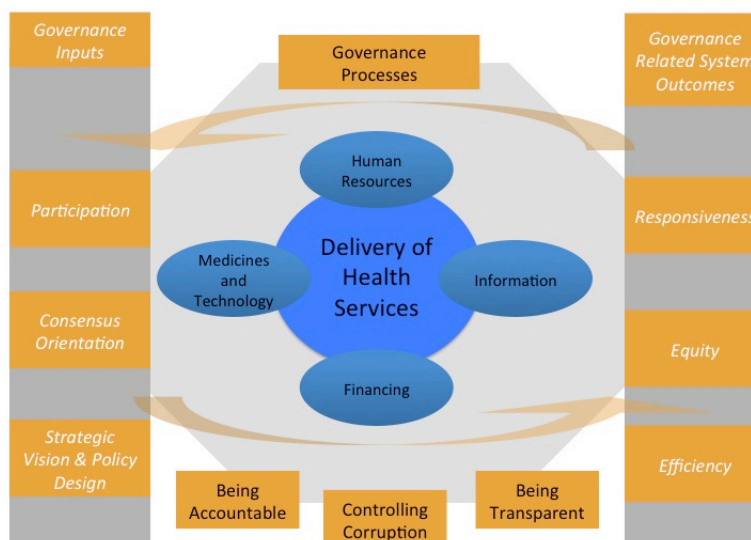 Governance
Inputs
Participation
Consensus
Orientation
Strategic
Vision & Policy
Design
Governance
Processes
Human
Resources
Medicines
and
Technology
Delivery of
Health
Services
Information
Financing
Being
Accountable
Controlling
Corruption
Being
Transparent
Governance
Related System
Outcomes
Responsiveness
Equity
Efficiency